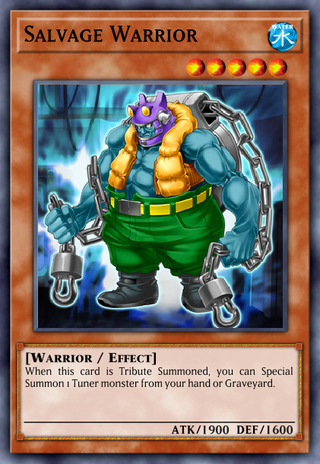 Salvage Warrior
WATER
水
[Warrior / Effect]
When this card is Tribute Summoned, you can Special
Summon 1 Tuner monster from your hand or Graveyard.
ATK/1900 DEF/1600